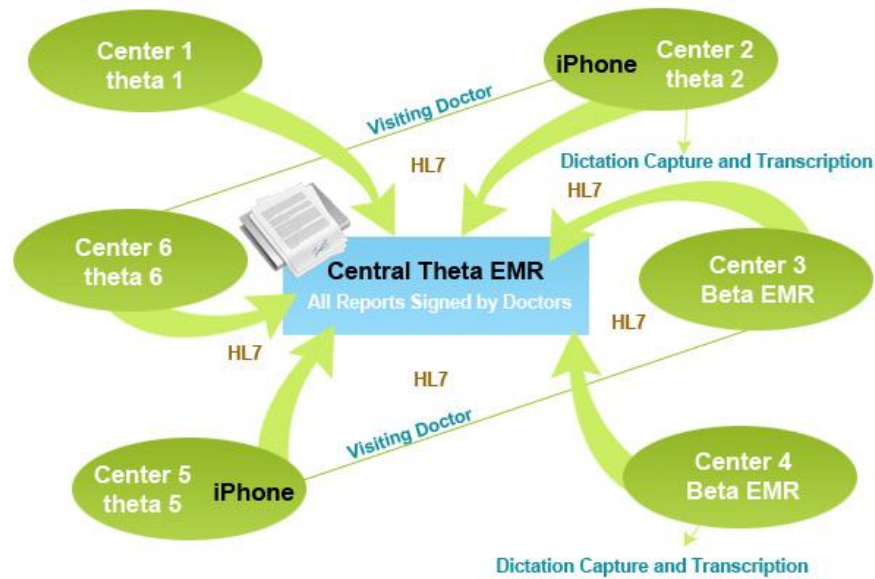 Center 1
theta 1
iPhone
Center 2
theta 2
Visiting Doctor
HL7
Dictation Capture and Transcription
HL7
Center 6
theta 6
Central Theta EMR
All Reports Signed by Doctors
Center 3
Beta EMR
HL7
HL7
HL7
Visiting Doctor
Center 5
theta 5
iPhone
Center 4
Beta EMR
Dictation Capture and Transcription